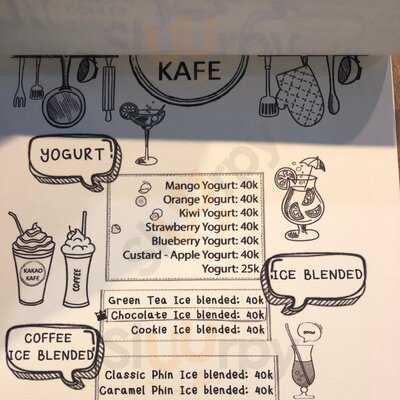 KAFE
YOGURT
Mango Yogurt: 40k
Orange Yogurt: 40k
Kiwi Yogurt: 40k
Strawberry Yogurt: 40k
Blueberry Yogurt: 40k
Custard - Apple Yogurt: 40k
Yogurt: 25k
KAKAO
KAFE
COFFEE
ICE BLENDED
Green Tea Ice blended: 40k
Chocolate Ice blended: 40k
Cookie Ice blended: 40k
COFFEE
ICE BLENDED
Classic Phin Ice blended: 40k
Caramel Phin Ice blended: 40k